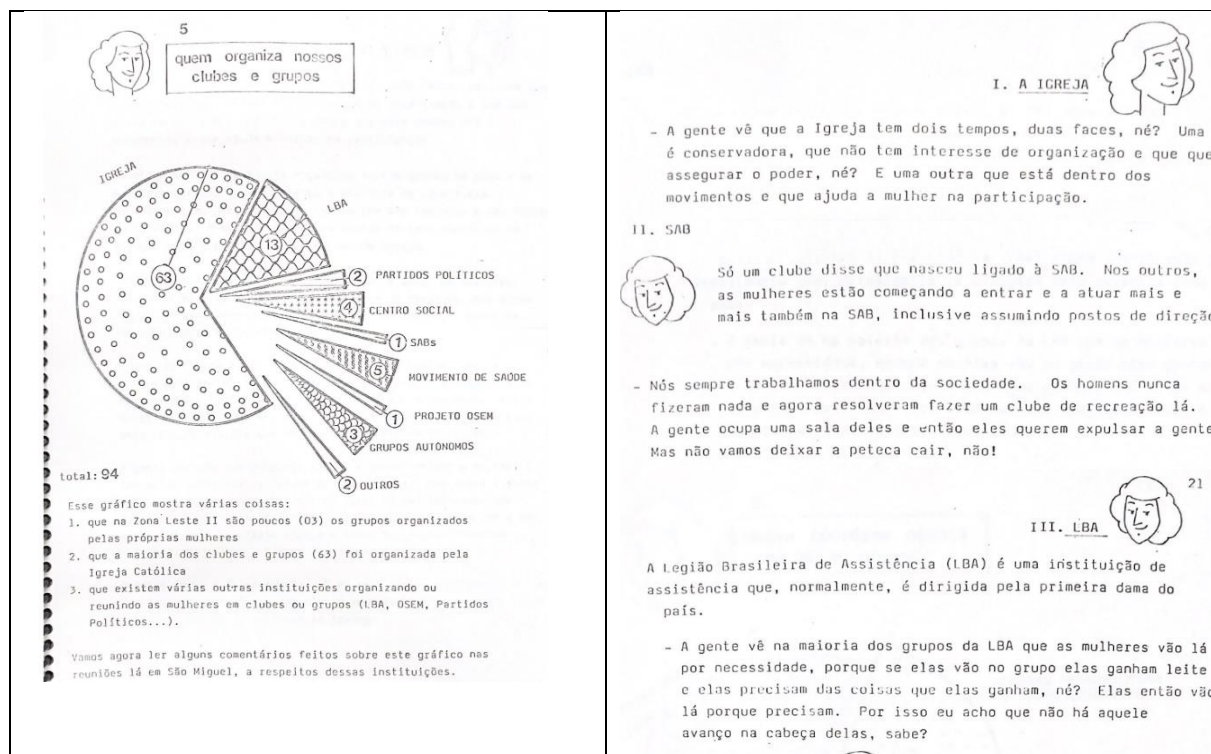 5
quem organiza nossos
clubes e grupos
IGREJA
LBA
13
63
2 PARTIDOS POLÍTICOS
4 CENTRO SOCIAL
1 SABs
5 MOVIMENTO DE SAÚDE
1 PROJETO OSEM
3 GRUPOS AUTÔNOMOS
2 OUTROS
total: 94
Esse gráfico mostra várias coisas:
1. que na Zona Leste II são poucos (03) os grupos organizados
pelas próprias mulheres
2. que a maioria dos clubes e grupos (63) foi organizada pela
Igreja Católica
3. que existem várias outras instituições organizando ou
reunindo as mulheres em clubes ou grupos (LBA, OSEM, Partidos
Políticos...).
Vamos agora ler alguns comentários feitos sobre este gráfico nas
reuniões lá em São Miguel, a respeitos dessas instituições.
I. A IGREJA
- A gente vê que a Igreja tem dois tempos, duas faces, né? Uma
é conservadora, que não tem interesse de organização e que que
assegurar o poder, né? E uma outra que está dentro dos
movimentos e que ajuda a mulher na participação.
II. SAB
Só um clube disse que nasceu ligado à SAB. Nos outros,
as mulheres estão começando a entrar e a atuar mais e
mais também na SAB, inclusive assumindo postos de direçã
- Nós sempre trabalhamos dentro da sociedade. Os homens nunca
fizeram nada e agora resolveram fazer um clube de recreação lá.
A gente ocupa uma sala deles e então eles querem expulsar a gente
Mas não vamos deixar a peteca cair, não!
21
III. LBA
A Legião Brasileira de Assistência (LBA) é uma instituição de
assistência que, normalmente, é dirigida pela primeira dama do
país.
- A gente vê na maioria dos grupos da LBA que as mulheres vão lá
por necessidade, porque se elas vão no grupo elas ganham leite
e elas precisam das coisas que elas ganham, né? Elas então vão
lá porque precisam. Por isso eu acho que não há aquele
avanço na cabeça delas, sabe?